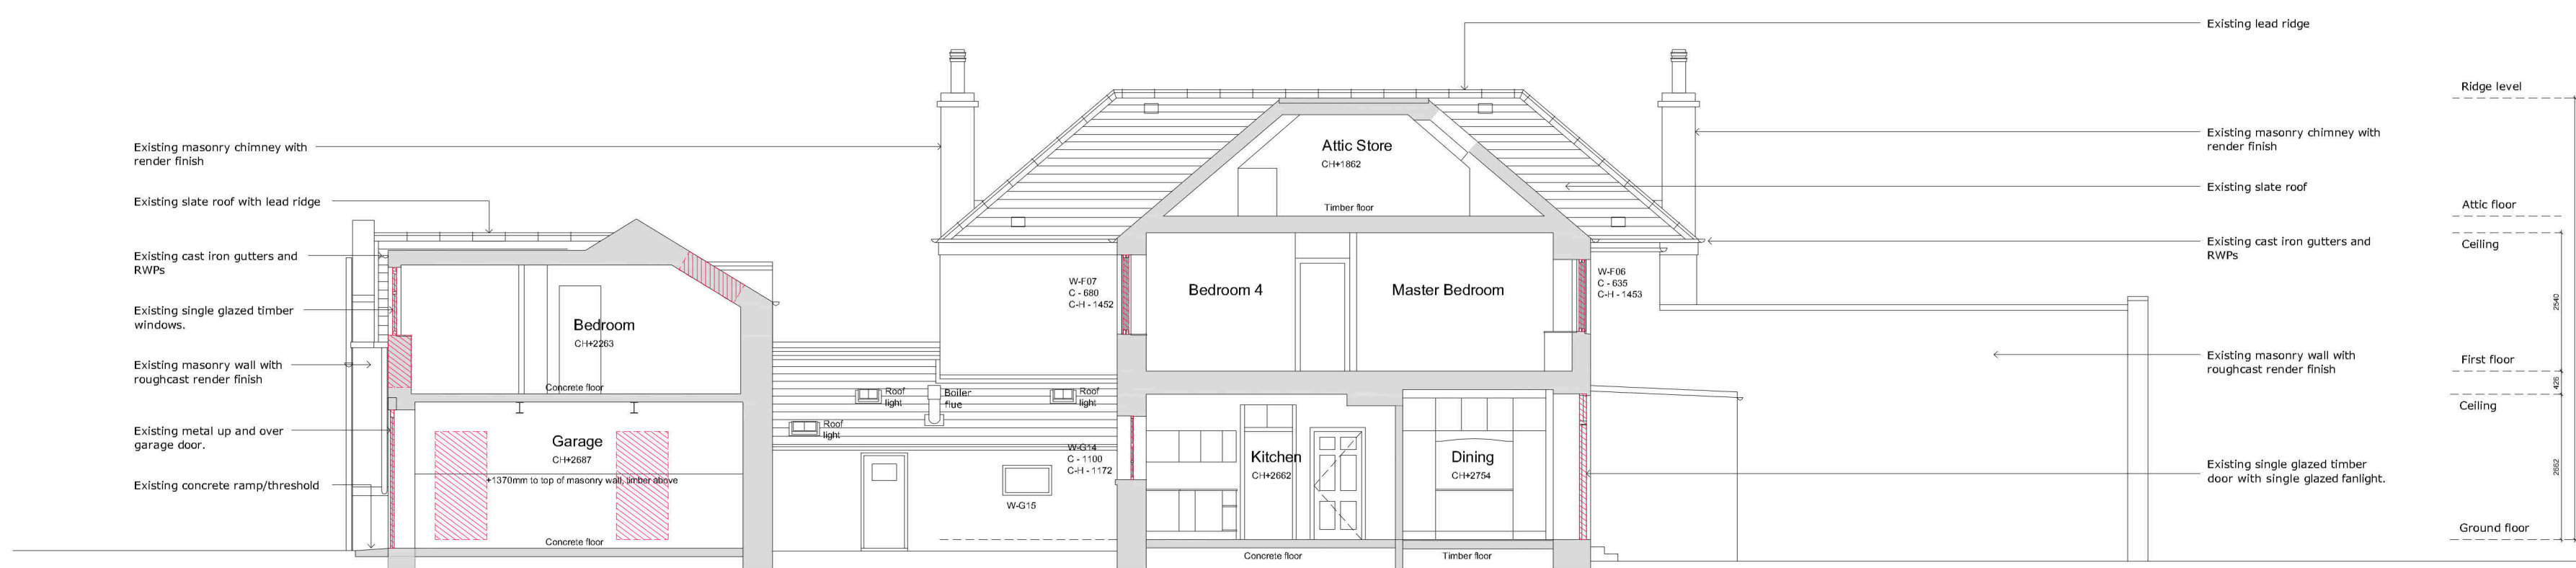 Existing lead ridge
Ridge level
Existing masonry chimney with
render finish
Existing masonry chimney with
render finish
Attic Store
CH+1862
Existing slate roof
Existing slate roof with lead ridge
Timber floor
Attic floor
Existing cast iron gutters and
RWPs
Existing cast iron gutters and
RWPs
Ceiling
W-F07
C - 680
C-H - 1452
W-F06
C - 635
C-H - 1453
Bedroom 4
Master Bedroom
2540
Existing single glazed timber
windows.
Bedroom
CH+2263
Existing masonry wall with
roughcast render finish
Existing masonry wall with
roughcast render finish
First floor
Concrete floor
426
Roof
light
Boiler
flue
Roof
light
Ceiling
Roof
light
Existing metal up and over
garage door.
Garage
CH+2687
+1370mm to top of masonry wall, timber above
W-G14
C - 1100
C-H - 1172
Kitchen
CH+2662
Dining
CH+2754
Existing single glazed timber
door with single glazed fanlight.
2662
Existing concrete ramp/threshold
W-G15
Ground floor
Concrete floor
Concrete floor
Timber floor